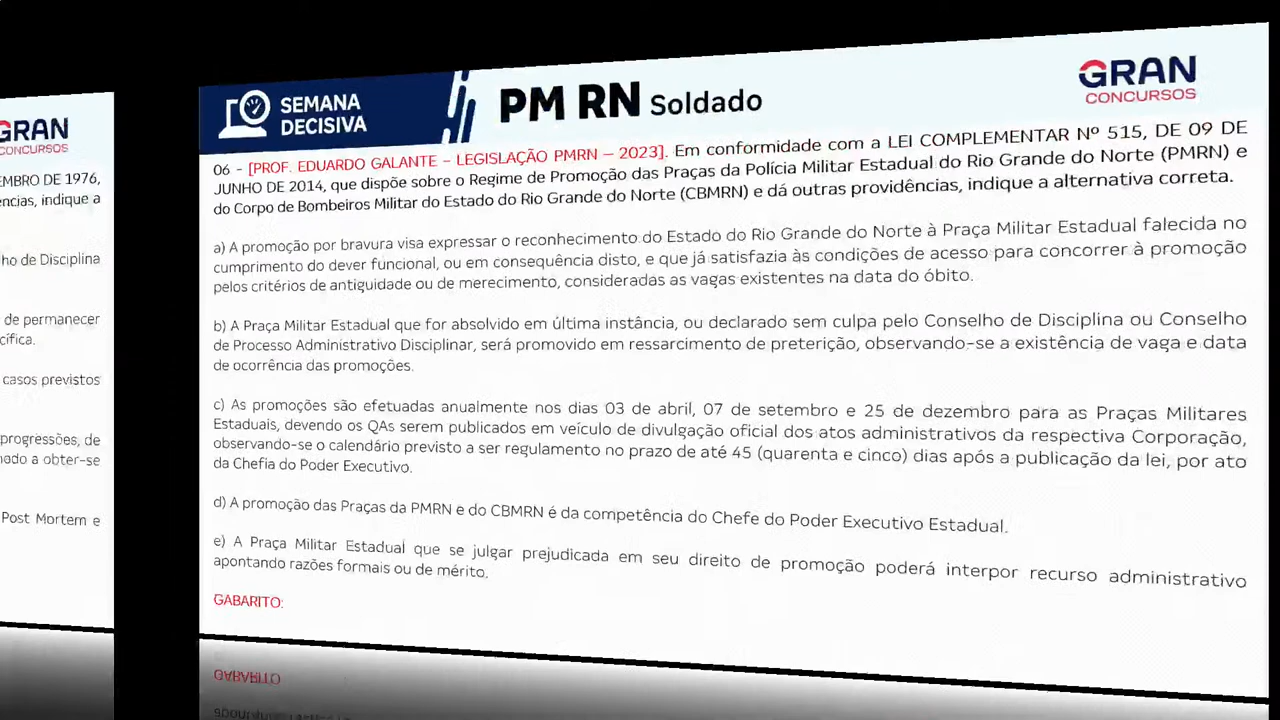 GRAN
CONCURSOS
EMBRO DE 1976,
ências, indique a
ho de Disciplina
de permanecer
cífica.
casos previstos
progressões, de
nado a obter-se
Post Mortem e
SEMANA
DECISIVA
PM RN Soldado
GRAN
CONCURSOS
06 - [PROF. EDUARDO GALANTE – LEGISLAÇÃO PMRN – 2023]. Em conformidade com a LEI COMPLEMENTAR Nº 515, DE 09 DE
JUNHO DE 2014, que dispõe sobre o Regime de Promoção das Praças da Polícia Militar Estadual do Rio Grande do Norte (PMRN) e
do Corpo de Bombeiros Militar do Estado do Rio Grande do Norte (CBMRN) e dá outras providências, indique a alternativa correta.
a) A promoção por bravura visa expressar o reconhecimento do Estado do Rio Grande do Norte à Praça Militar Estadual falecida no
cumprimento do dever funcional, ou em consequência disto, e que já satisfazia às condições de acesso para concorrer à promoção
pelos critérios de antiguidade ou de merecimento, consideradas as vagas existentes na data do óbito.
b) A Praça Militar Estadual que for absolvido em última instância, ou declarado sem culpa pelo Conselho de Disciplina ou Conselho
de Processo Administrativo Disciplinar, será promovido em ressarcimento de preterição, observando-se a existência de vaga e data
de ocorrência das promoções.
c) As promoções são efetuadas anualmente nos dias 03 de abril, 07 de setembro e 25 de dezembro para as Praças Militares
Estaduais, devendo os QAs serem publicados em veículo de divulgação oficial dos atos administrativos da respectiva Corporação,
observando-se o calendário previsto a ser regulamento no prazo de até 45 (quarenta e cinco) dias após a publicação da lei, por ato
da Chefia do Poder Executivo.
d) A promoção das Praças da PMRN e do CBMRN é da competência do Chefe do Poder Executivo Estadual.
e) A Praça Militar Estadual que se julgar prejudicada em seu direito de promoção poderá interpor recurso administrativo
apontando razões formais ou de mérito.
GABARITO: